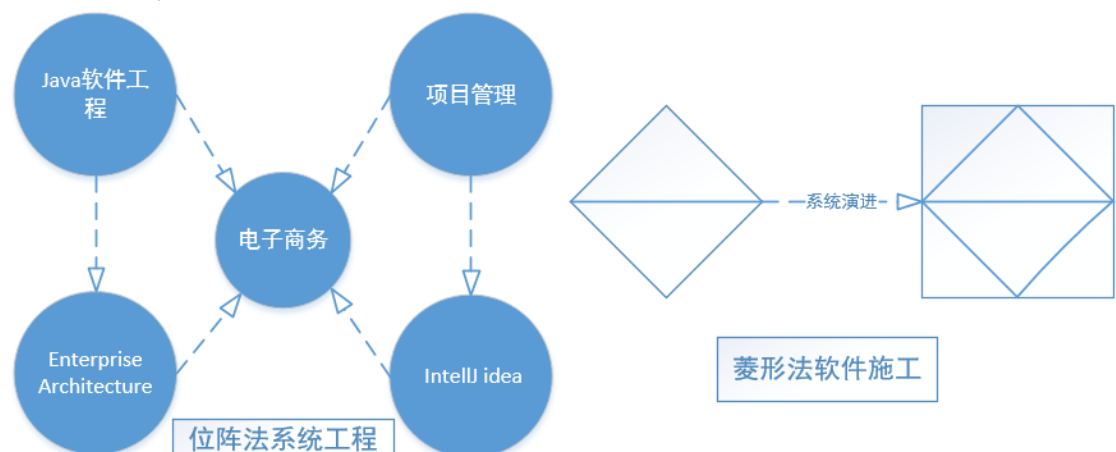 Java软件工
程
项目管理
电子商务
系统演进
Enterprise
Architecture
IntellJ idea
菱形法软件施工
位阵法系统工程